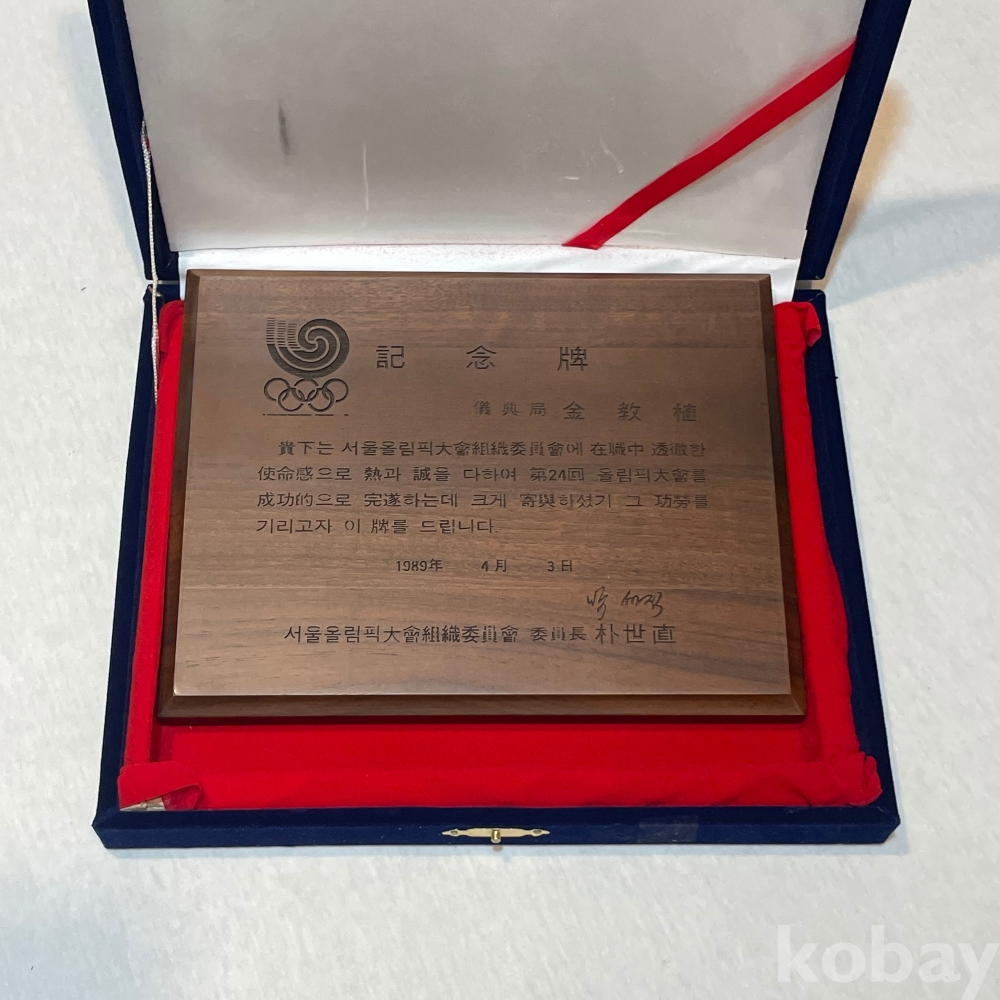 記念牌
儀典局 金教植
貴下는 서울올림픽大會組織委員會에 在職中 透徹한
使命感으로 熱과 誠을 다하여 第24回 올림픽大會를
成功的으로 完遂하는데 크게 寄與하셨기 그 功勞를
기리고자 이 牌를 드립니다.
1989年 4月 3日
박세직
서울올림픽大會組織委員會 委員長 朴世直
kobay